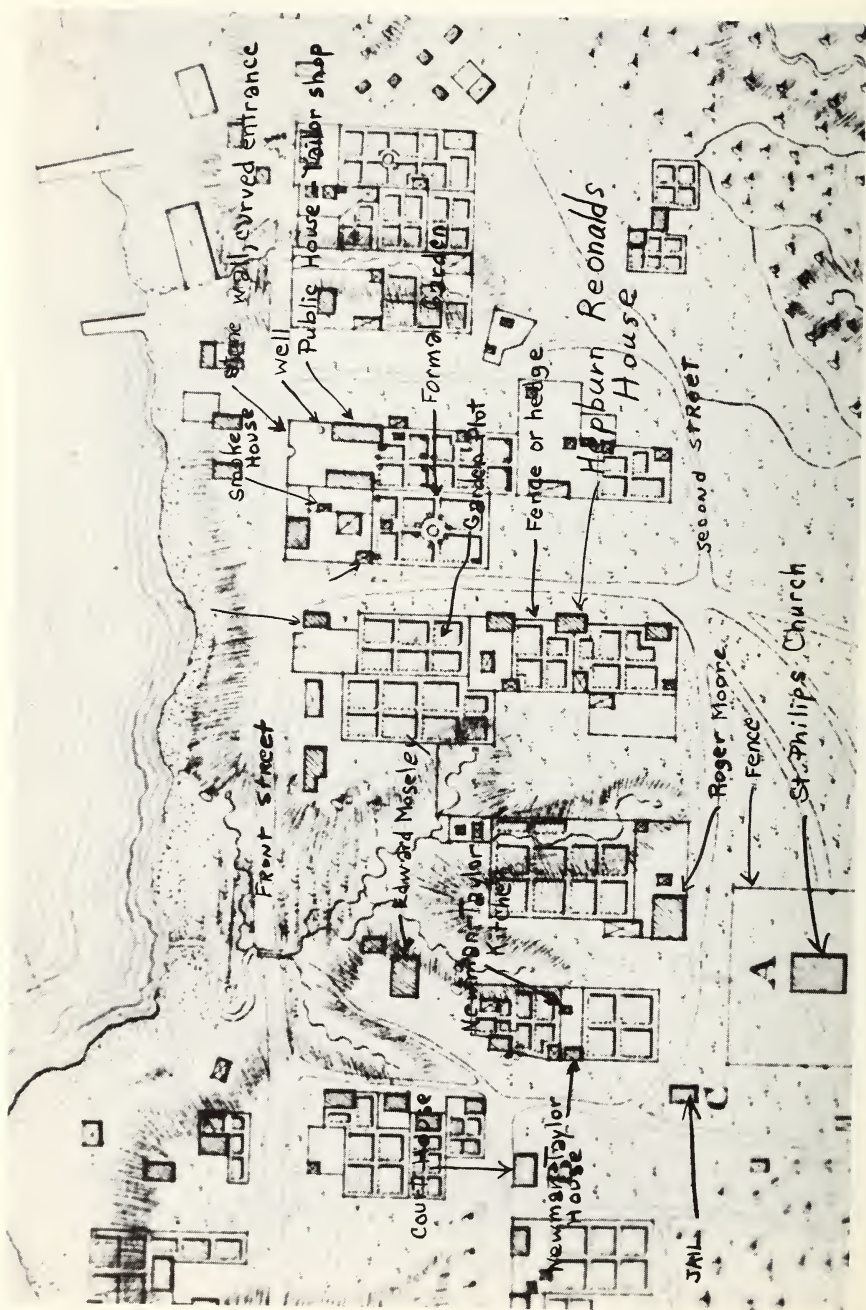 Stone wall, curved entrance
Well
Public House - Tailor shop
Smoke
House
Formal Garden
Garden Plot
Fence or hedge
Hepburn Reonalds
House
Second Street
Front Street
Edward Moseley
Newman Taylor
Kitchen
Roger Moore
Fence
St. Philips Church
A
Court House
Newman Taylor
House
C
JAIL